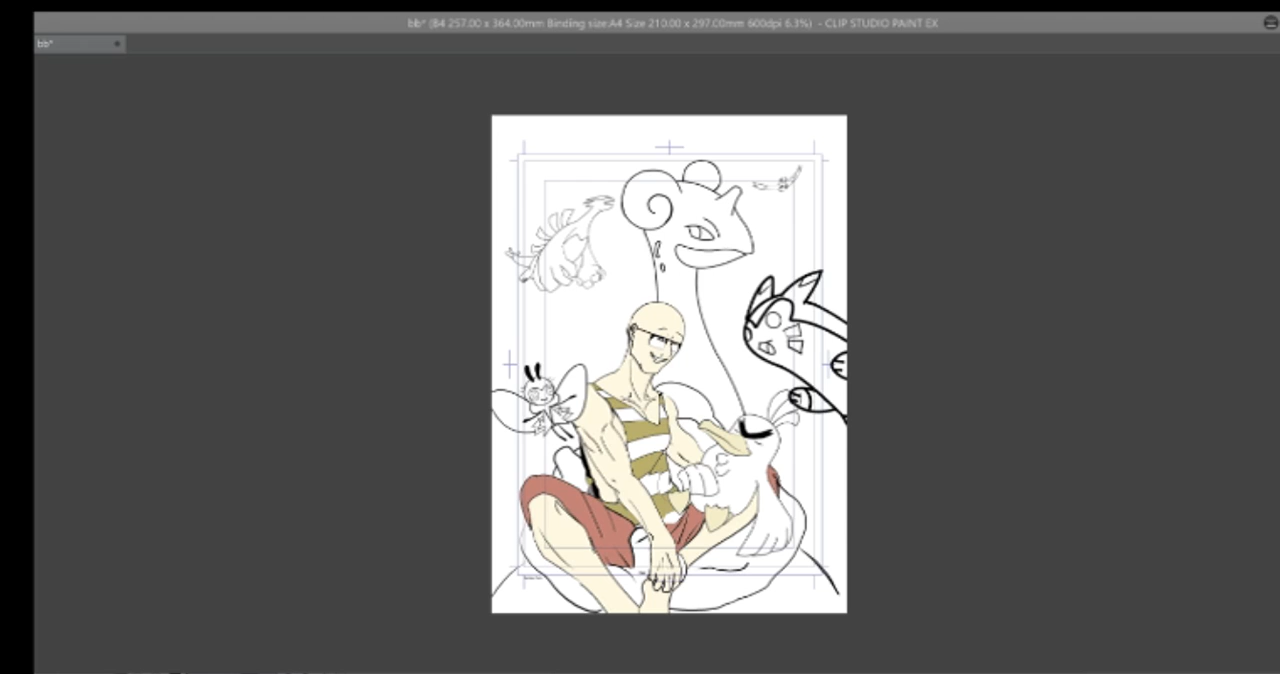 bb* (B4 257.00 x 364.00mm Binding size:A4 Size 210.00 x 297.00mm 600dpi 6.3%) - CLIP STUDIO PAINT EX
bb*